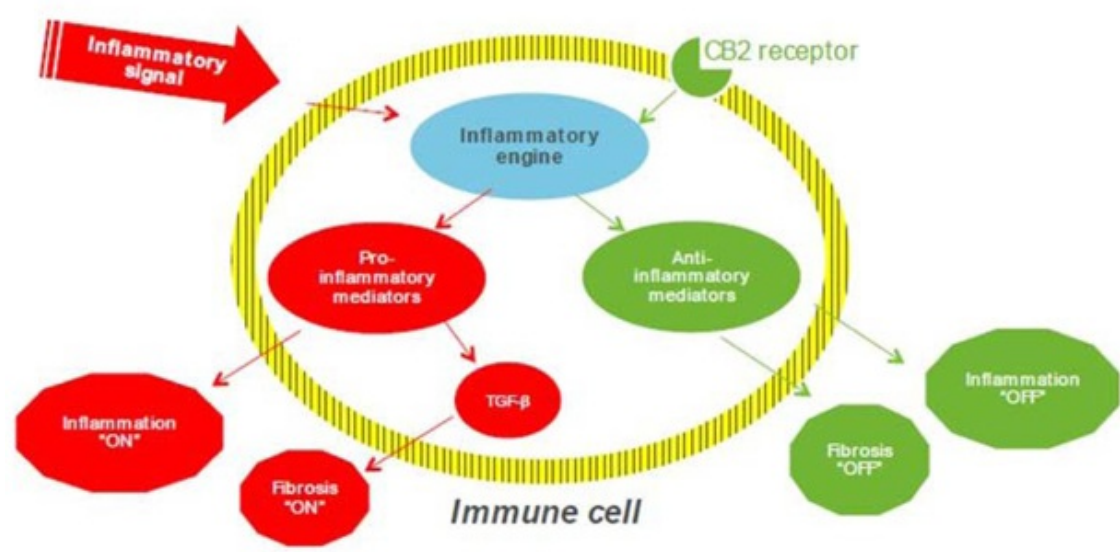 Inflammatory
signal
CB2 receptor
Inflammatory
engine
Pro-
inflammatory
mediators
Anti-
inflammatory
mediators
TGF-β
Inflammation
"ON"
Fibrosis
"ON"
Inflammation
"OFF"
Fibrosis
"OFF"
Immune cell